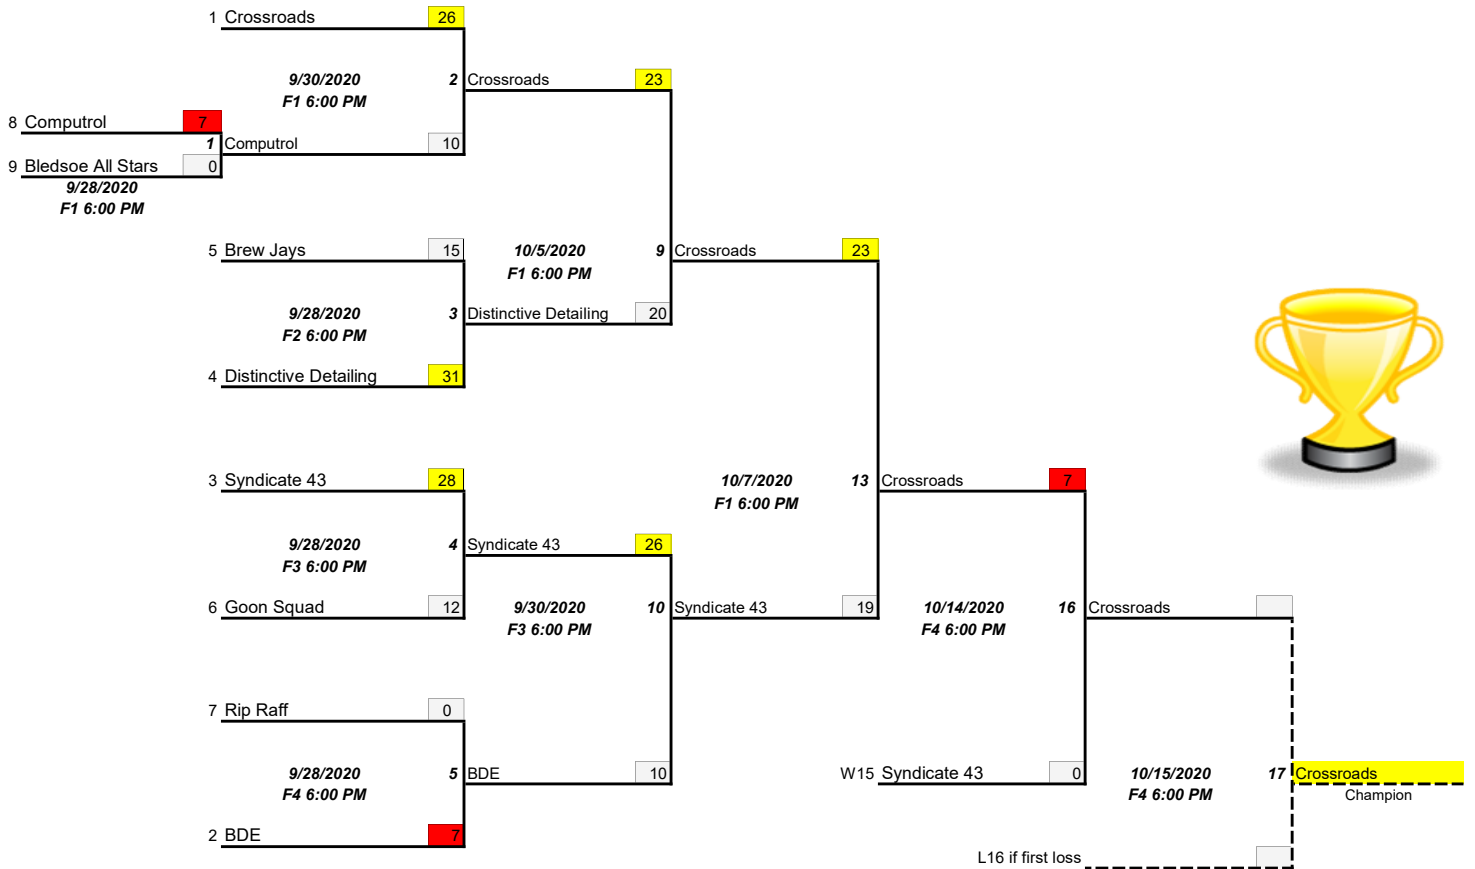 1 Crossroads 26
9/30/2020 2 Crossroads 23
F1 6:00 PM
8 Computrol 7
1 Computrol 10
9 Bledsoe All Stars 0
9/28/2020
F1 6:00 PM
5 Brew Jays 15 10/5/2020 9 Crossroads 23
F1 6:00 PM
9/28/2020 3 Distinctive Detailing 20
F2 6:00 PM
4 Distinctive Detailing 31
3 Syndicate 43 28 10/7/2020 13 Crossroads 7
F1 6:00 PM
9/28/2020 4 Syndicate 43 26
F3 6:00 PM
6 Goon Squad 12 9/30/2020 10 Syndicate 43 19 10/14/2020 16 Crossroads
F3 6:00 PM F4 6:00 PM
7 Rip Raff 0
9/28/2020 5 BDE 10 W15 Syndicate 43 0 10/15/2020 17 Crossroads
F4 6:00 PM F4 6:00 PM Champion
2 BDE 7
L16 if first loss